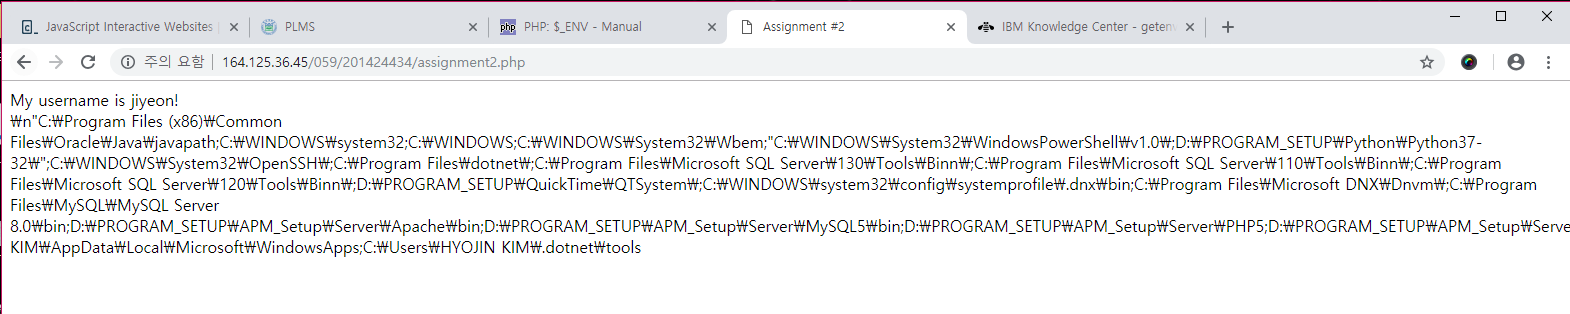 JavaScript Interactive Websites
PLMS
PHP: $_ENV - Manual
Assignment #2
IBM Knowledge Center - geten
주의 요함 164.125.36.45/059/201424434/assignment2.php
My username is jiyeon!
₩n"C:₩Program Files (x86)₩Common
Files₩Oracle₩Java₩javapath;C:₩WINDOWS₩system32;C:₩WINDOWS;C:₩WINDOWS₩System32₩Wbem;"C:₩WINDOWS₩System32₩WindowsPowerShell₩v1.0₩;D:₩PROGRAM_SETUP₩Python₩Python37-
32₩";C:₩WINDOWS₩System32₩OpenSSH₩;C:₩Program Files₩dotnet₩;C:₩Program Files₩Microsoft SQL Server₩130₩Tools₩Binn₩;C:₩Program Files₩Microsoft SQL Server₩110₩Tools₩Binn₩;C:₩Program
Files₩Microsoft SQL Server₩120₩Tools₩Binn₩;D:₩PROGRAM_SETUP₩QuickTime₩QTSystem₩;C:₩WINDOWS₩system32₩config₩systemprofile₩.dnx₩bin;C:₩Program Files₩Microsoft DNX₩Dnvm₩;C:₩Program
Files₩MySQL₩MySQL Server
8.0₩bin;D:₩PROGRAM_SETUP₩APM_Setup₩Server₩Apache₩bin;D:₩PROGRAM_SETUP₩APM_Setup₩Server₩MySQL5₩bin;D:₩PROGRAM_SETUP₩APM_Setup₩Server₩PHP5;D:₩PROGRAM_SETUP₩APM_Setup₩Serve
KIM₩AppData₩Local₩Microsoft₩WindowsApps;C:₩Users₩HYOJIN KIM₩.dotnet₩tools